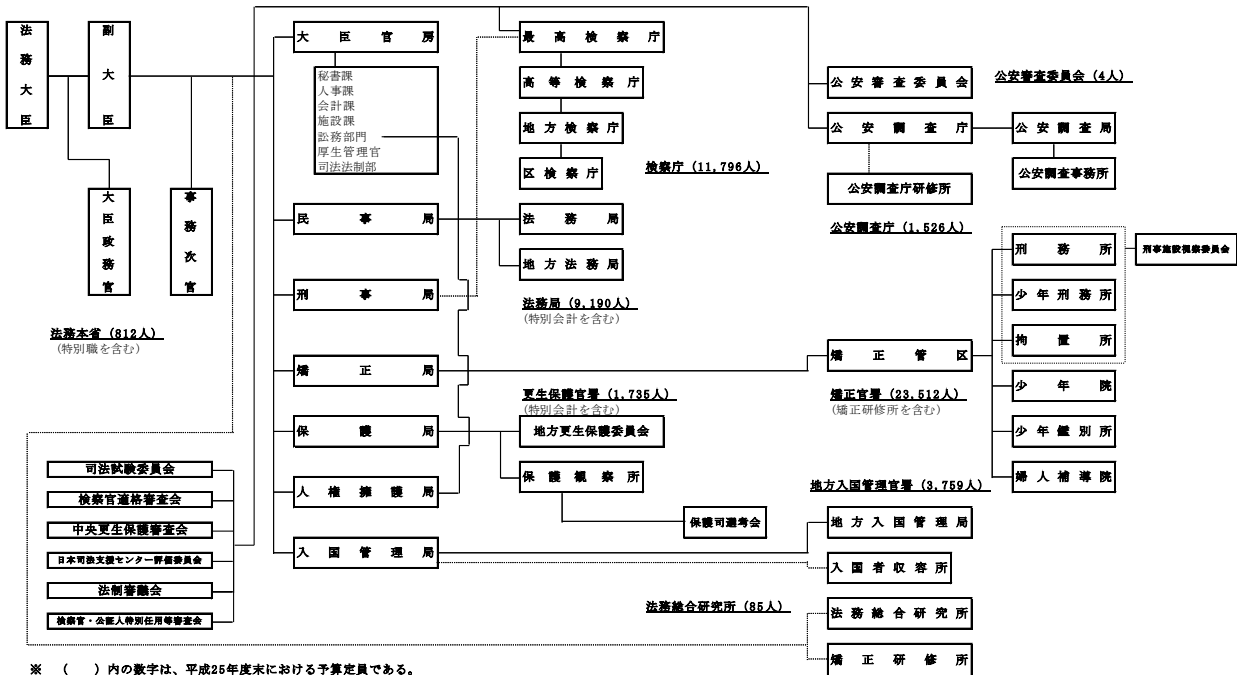 法務大臣
副大臣
大臣政務官
事務次官
法務本省 (812人)
(特別職を含む)
司法試験委員会
検察官適格審査会
中央更生保護審査会
日本司法支援センター評価委員会
法制審議会
検察官・公証人特別任用等審査会
大臣官房
秘書課
人事課
会計課
施設課
訟務部門
厚生管理官
司法法制部
民事局
刑事局
矯正局
保護局
人権擁護局
入国管理局
最高検察庁
高等検察庁
地方検察庁
区検察庁
検察庁 (11,796人)
法務局
地方法務局
法務局 (9,190人)
(特別会計を含む)
更生保護官署 (1,735人)
(特別会計を含む)
地方更生保護委員会
保護観察所
保護司選考会
公安審査委員会
公安審査委員会 (4人)
公安調査庁
公安調査局
公安調査庁研修所
公安調査事務所
公安調査庁 (1,526人)
矯正管区
矯正官署 (23,512人)
(矯正研修所を含む)
刑務所
刑事施設視察委員会
少年刑務所
拘置所
少年院
少年鑑別所
婦人補導院
地方入国管理官署 (3,759人)
地方入国管理局
入国者収容所
法務総合研究所 (85人)
法務総合研究所
矯正研修所
※ ( )内の数字は、平成25年度末における予算定員である。